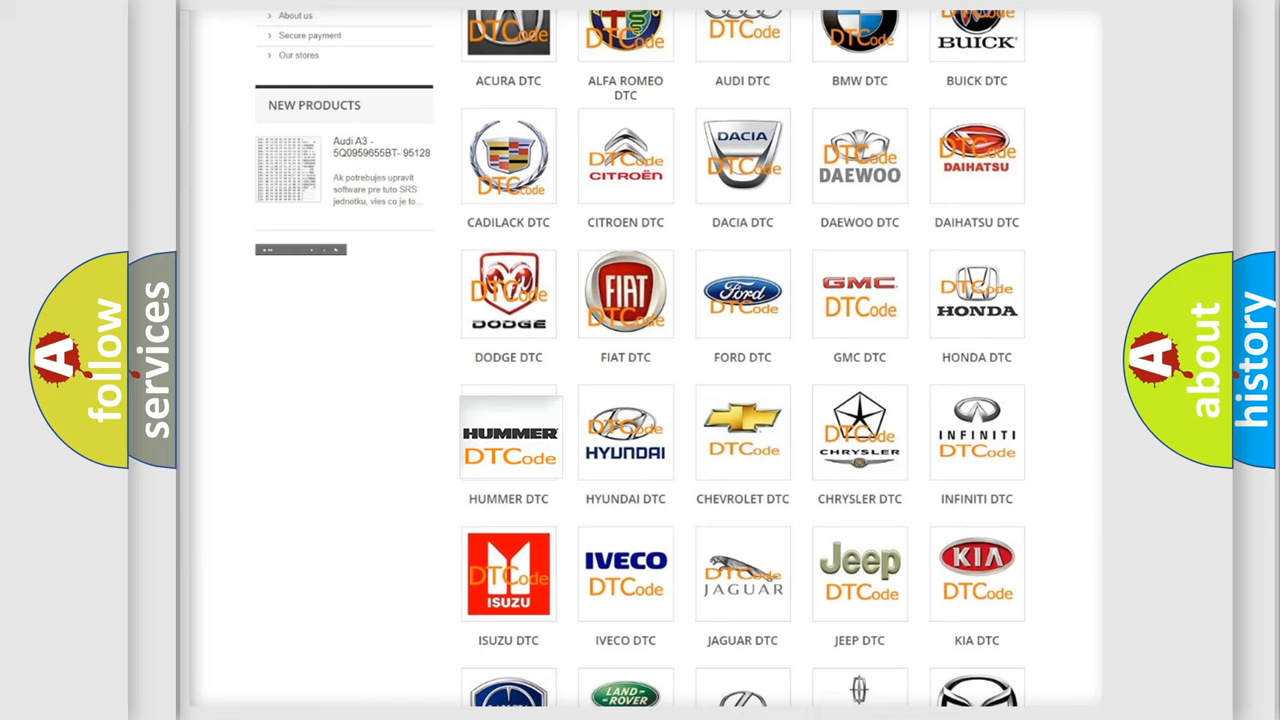 About us
Secure payment
Our stores
NEW PRODUCTS
Audi A3 -
5Q0959655BT- 95128
Ak potrebujes upravit
software pre tuto SRS
jednotku, vies co je to...
A follow
services
DTCode
DTCode
DTCode
DTCode
DTCode
BUICK
ACURA DTC
ALFA ROMEO
DTC
AUDI DTC
BMW DTC
BUICK DTC
DTCode
DTCode
CITROËN
DACIA
DTCode
DTCode
DAEWOO
DTCode
DAIHATSU
CADILACK DTC
CITROEN DTC
DACIA DTC
DAEWOO DTC
DAIHATSU DTC
DTCode
DODGE
FIAT
DTCode
Ford
DTCode
GMC
DTCode
DTCode
HONDA
DODGE DTC
FIAT DTC
FORD DTC
GMC DTC
HONDA DTC
HUMMER
DTCode
DTCode
HYUNDAI
DTCode
DTCode
CHRYSLER
INFINITI
DTCode
HUMMER DTC
HYUNDAI DTC
CHEVROLET DTC
CHRYSLER DTC
INFINITI DTC
DTCode
ISUZU
IVECO
DTCode
DTCode
JAGUAR
Jeep
DTCode
KIA
DTCode
ISUZU DTC
IVECO DTC
JAGUAR DTC
JEEP DTC
KIA DTC
LAND-
ROVER
A about
history